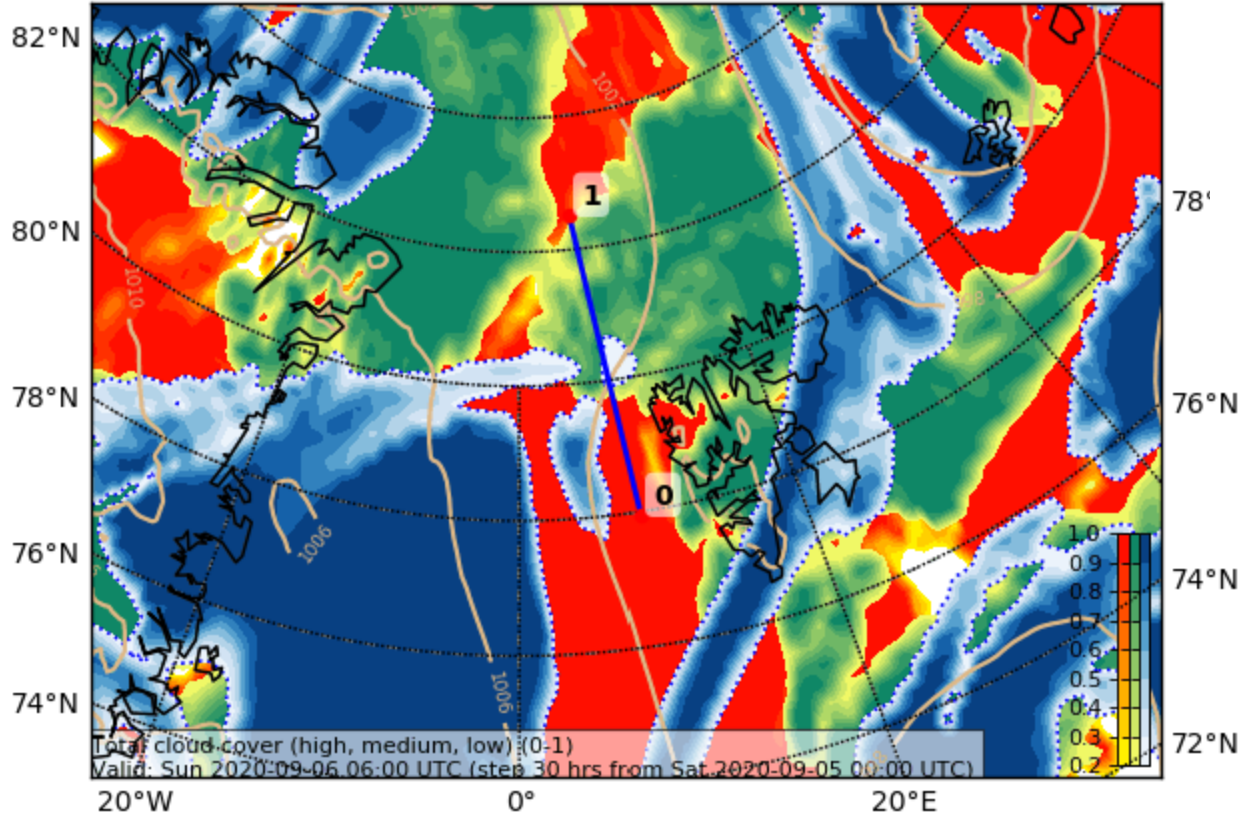 82°N
80°N
78°N
76°N
74°N
78°
76°N
74°N
72°N
1
0
1010
1006
1006
1.0
0.9
0.8
0.7
0.6
0.5
0.4
0.3
0.2
Total cloud cover (high, medium, low) (0-1)
Valid: Sun 2020-09-06 06:00 UTC (step 30 hrs from Sat 2020-09-05 00:00 UTC)
20°W
0°
20°E